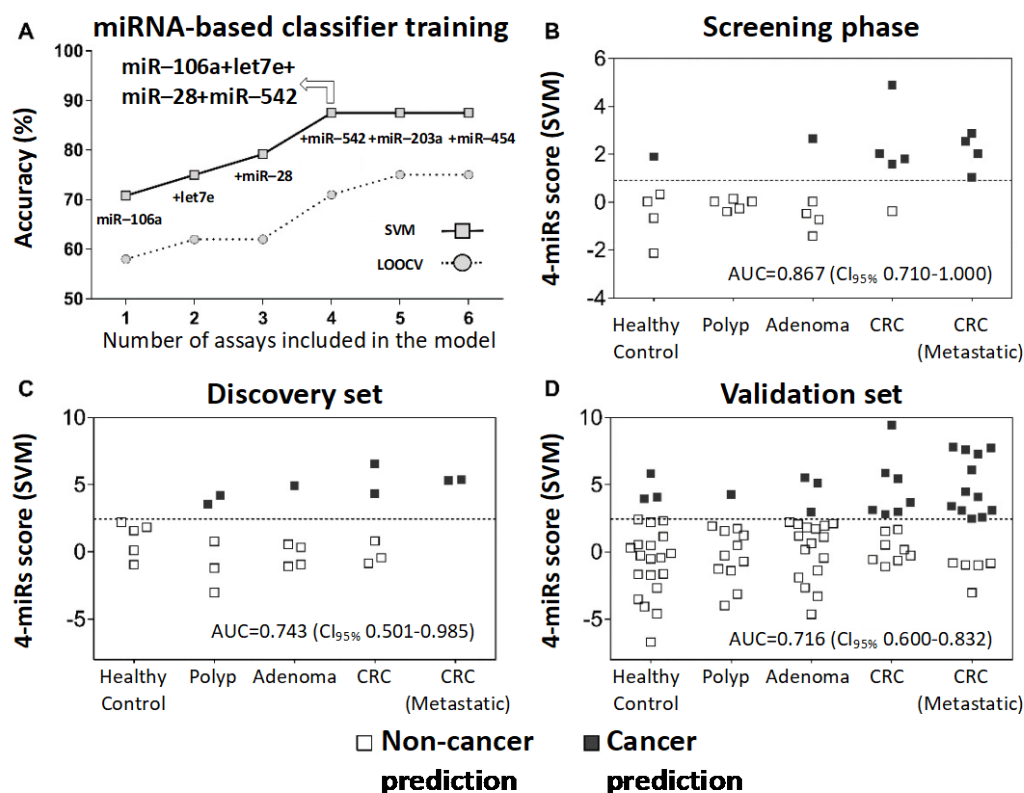 A
miRNA-based classifier training
100
90
80
70
60
50
Accuracy (%)
miR–106a+let7e+
miR–28+miR–542
miR–106a
+let7e
+miR–28
+miR–542
+miR–203a
+miR–454
SVM
LOOCV
1 2 3 4 5 6
Number of assays included in the model
B
Screening phase
6
4
2
0
-2
-4
4-miRs score (SVM)
AUC=0.867 (CI95% 0.710-1.000)
Healthy Control
Polyp
Adenoma
CRC
CRC
(Metastatic)
C
Discovery set
10
5
0
-5
4-miRs score (SVM)
AUC=0.743 (CI95% 0.501-0.985)
Healthy
Control
Polyp
Adenoma
CRC
CRC
(Metastatic)
D
Validation set
10
5
0
-5
4-miRs score (SVM)
AUC=0.716 (CI95% 0.600-0.832)
Healthy
Control
Polyp
Adenoma
CRC
CRC
(Metastatic)
Non-cancer
prediction
Cancer
prediction